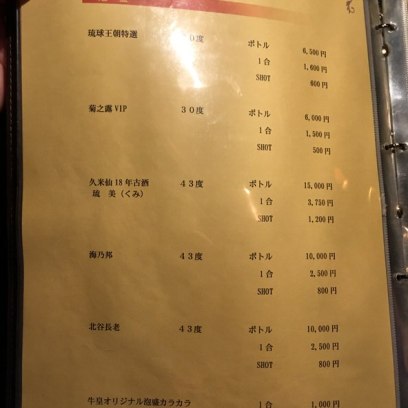 琉球王朝特選 0度 ボトル 6,500円
1合 1,600円
SHOT 600円
菊之露VIP 30度 ボトル 6,000円
1合 1,500円
SHOT 500円
久米仙18年古酒 43度 ボトル 15,000円
琉 美(くみ) 1合 3,750円
SHOT 1,200円
海乃邦 43度 ボトル 10,000円
1合 2,500円
SHOT 800円
北谷長老 43度 ボトル 10,000円
1合 2,500円
SHOT 800円
牛皇オリジナル泡盛カラカラ 1合 1,000円